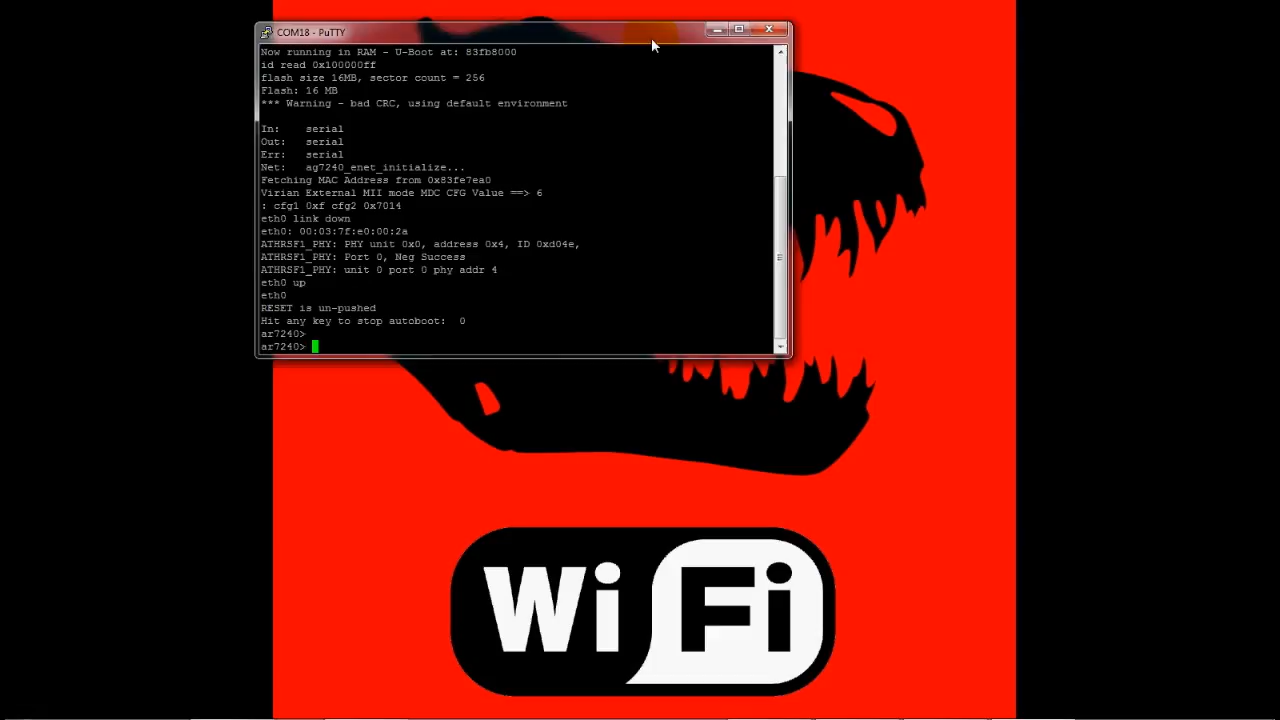 COM18 - PuTTY
Now running in RAM - U-Boot at: 83fb8000
id read 0x100000ff
flash size 16MB, sector count = 256
Flash: 16 MB
*** Warning - bad CRC, using default environment
In:    serial
Out:   serial
Err:   serial
Net:   ag7240_enet_initialize...
Fetching MAC Address from 0x83fe7ea0
Virian External MII mode MDC CFG Value ==> 6
: cfg1 0xf cfg2 0x7014
eth0 link down
eth0: 00:03:7f:e0:00:2a
ATHRSF1_PHY: PHY unit 0x0, address 0x4, ID 0xd04e,
ATHRSF1_PHY: Port 0, Neg Success
ATHRSF1_PHY: unit 0 port 0 phy addr 4
eth0 up
eth0
RESET is un-pushed
Hit any key to stop autoboot:  0
ar7240>
ar7240>
Wi Fi